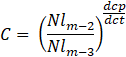 C = (Nl_{m-2} / Nl_{m-3})^{dcp/dct}